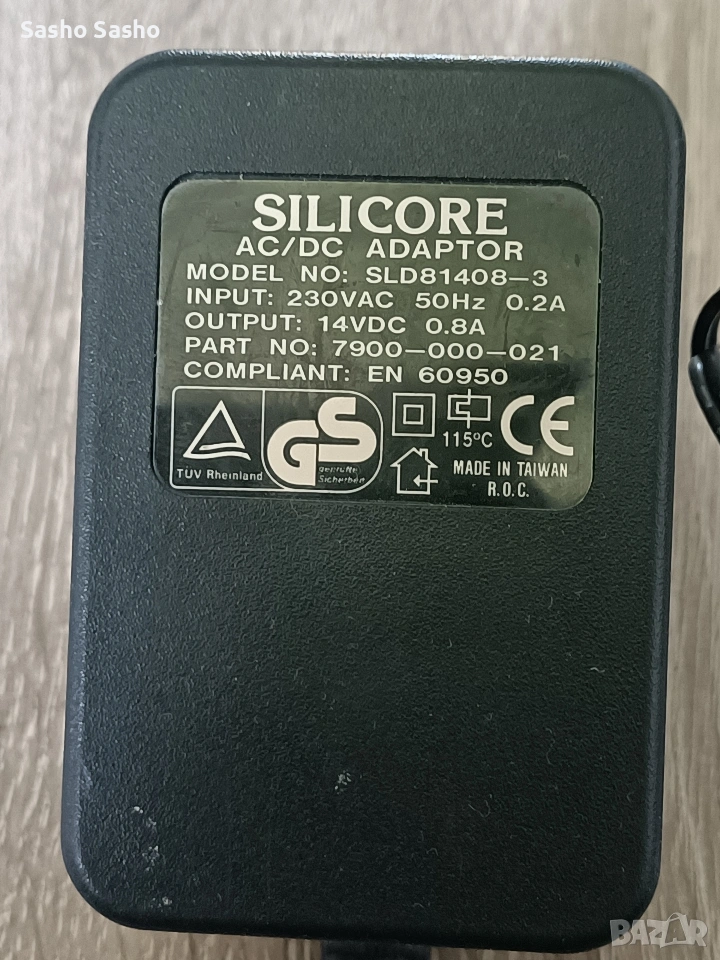 Sasho Sasho
SILICORE
AC/DC ADAPTOR
MODEL NO: SLD81408-3
INPUT: 230VAC 50Hz 0.2A
OUTPUT: 14VDC 0.8A
PART NO: 7900-000-021
COMPLIANT: EN 60950
TÜV Rheinland
GS
geprüfte
Sicherheit
115°C
CE
MADE IN TAIWAN
R.O.C.
BAZAR